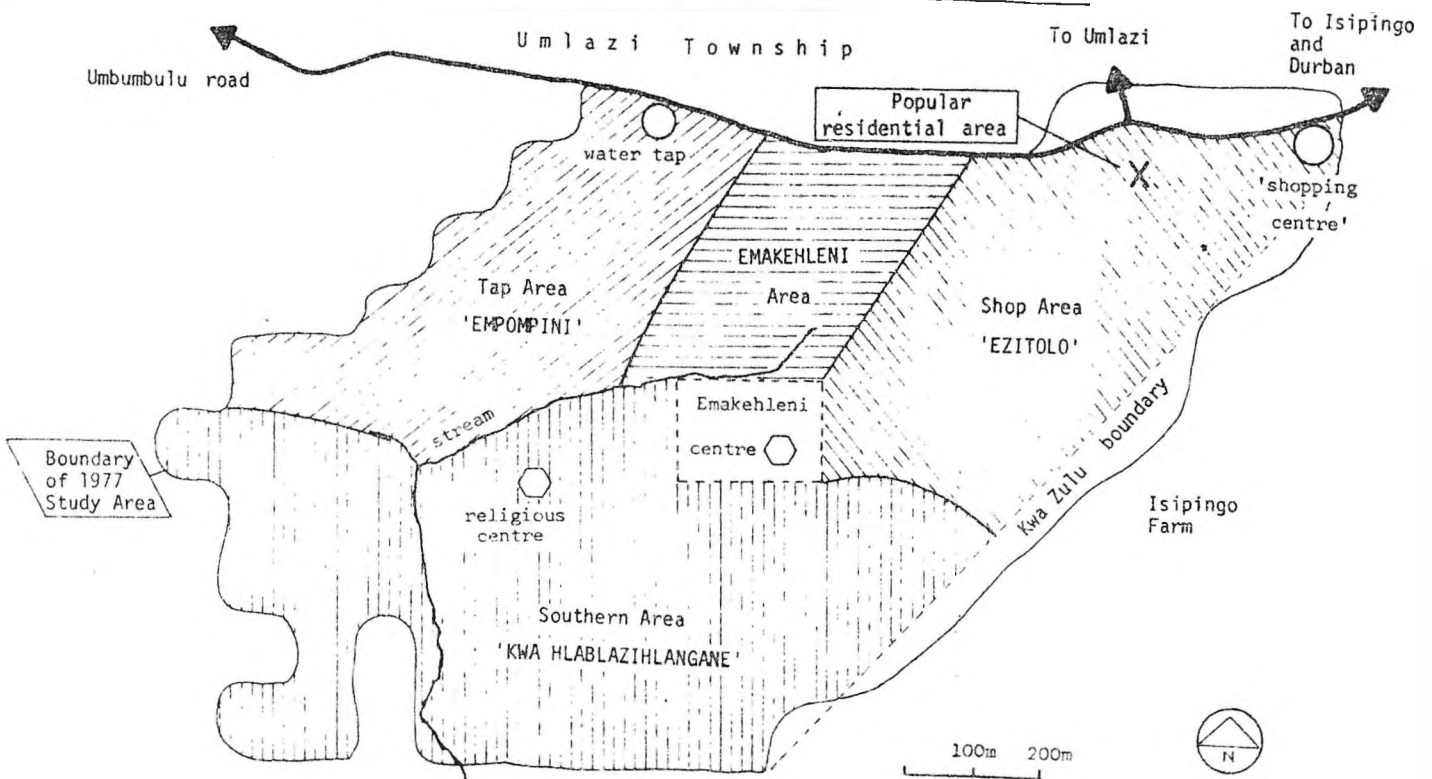 Umlazi Township
To Umlazi
To Isipingo
and
Durban
Umbumbulu road
Popular
residential area
water tap
'shopping
centre'
EMAKEHLENI
Area
Tap Area
'EMPOMPINI'
Shop Area
'EZITOLO'
Emakehleni
centre
stream
Boundary
of 1977
Study Area
religious
centre
Kwa Zulu boundary
Isipingo
Farm
Southern Area
'KWA HLABLAZIHLANGANE'
100m 200m
N